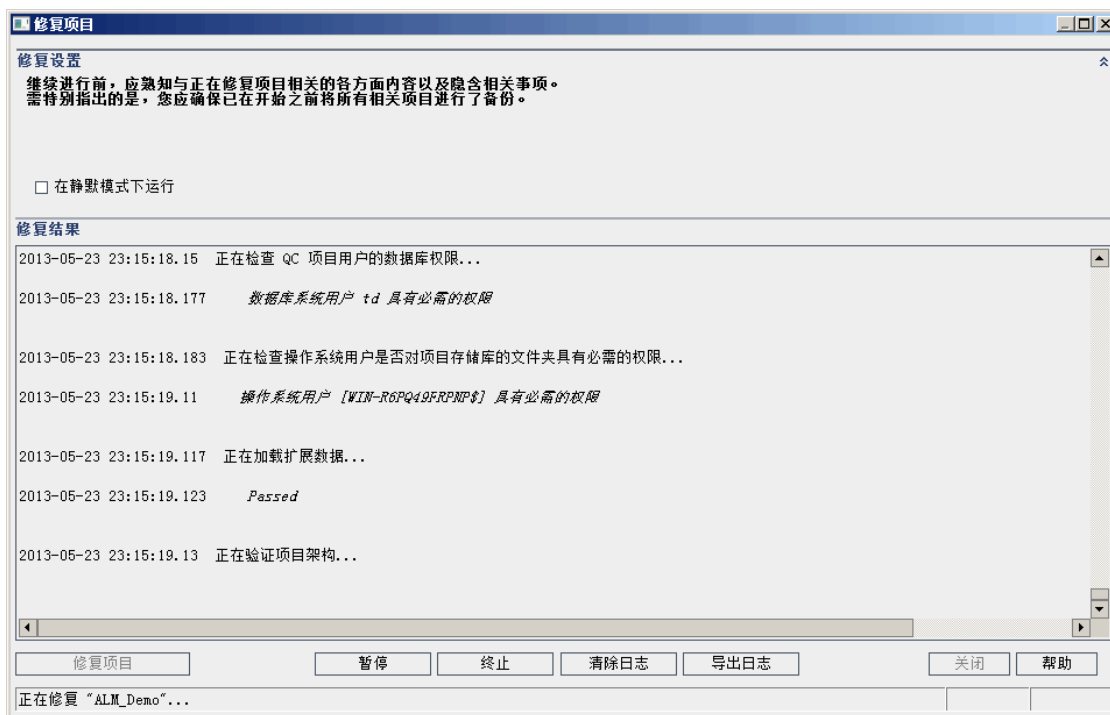 修复项目
修复设置
继续进行前，应熟知与正在修复项目相关的各方面内容以及隐含相关事项。
需特别指出的是，您应确保已在开始之前将所有相关项目进行了备份。
在静默模式下运行
修复结果
2013-05-23 23:15:18.15 正在检查 QC 项目用户的数据库权限...
2013-05-23 23:15:18.177 数据库系统用户 td 具有必需的权限
2013-05-23 23:15:18.183 正在检查操作系统用户是否对项目存储库的文件夹具有必需的权限...
2013-05-23 23:15:19.11 操作系统用户 [WIN-R6PQ49FRPNP$] 具有必需的权限
2013-05-23 23:15:19.117 正在加载扩展数据...
2013-05-23 23:15:19.123 Passed
2013-05-23 23:15:19.13 正在验证项目架构...
修复项目 暂停 终止 清除日志 导出日志 关闭 帮助
正在修复 "ALM_Demo"...